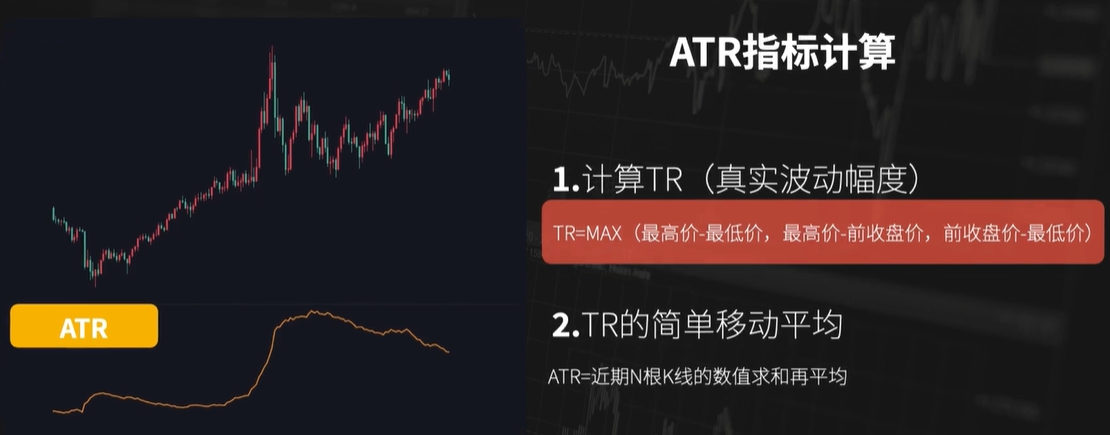 ATR指标计算
1.计算TR（真实波动幅度）
TR=MAX（最高价-最低价，最高价-前收盘价，前收盘价-最低价）
ATR
2.TR的简单移动平均
ATR=近期N根K线的数值求和再平均